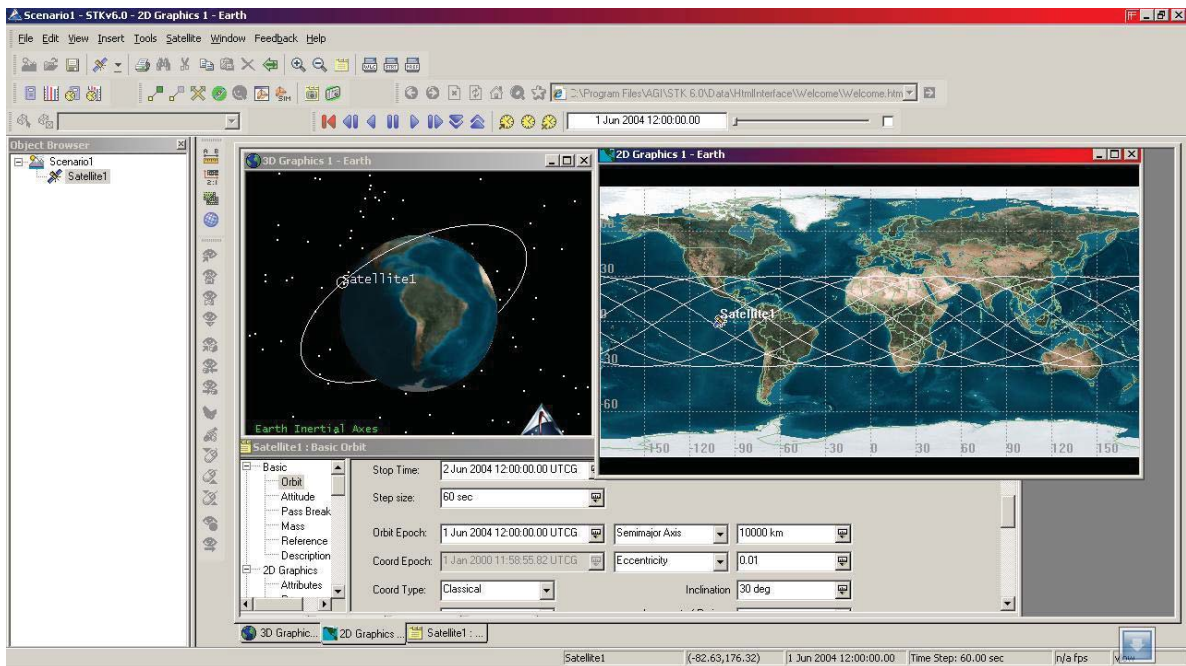 Scenario1 - STKv6.0 - 2D Graphics 1 - Earth
File Edit View Insert Tools Satellite Window Feedback Help
C:\Program Files\AGI\STK 6.0\Data\HtmlInterface\Welcome\Welcome.htm
1 Jun 2004 12:00:00.00
Object Browser
Scenario1
Satellite1
3D Graphics 1 - Earth
Satellite1
Earth Inertial Axes
2D Graphics 1 - Earth
30
Satellite1
0
-30
-60
-150 -120 -90 -60 -30 0 30 60 90 120 150
Satellite1 : Basic Orbit
Basic
Orbit
Attitude
Pass Break
Mass
Reference
Description
2D Graphics
Attributes
Stop Time: 2 Jun 2004 12:00:00.00 UTCG
Step size: 60 sec
Orbit Epoch: 1 Jun 2004 12:00:00.00 UTCG Semimajor Axis 10000 km
Coord Epoch: 1 Jan 2000 11:58:55.82 UTCG Eccentricity 0.01
Coord Type: Classical Inclination 30 deg
3D Graphic... 2D Graphics ... Satellite1 : ...
Satellite1 (-82.63,176.32) 1 Jun 2004 12:00:00.00 Time Step: 60.00 sec n/a fps